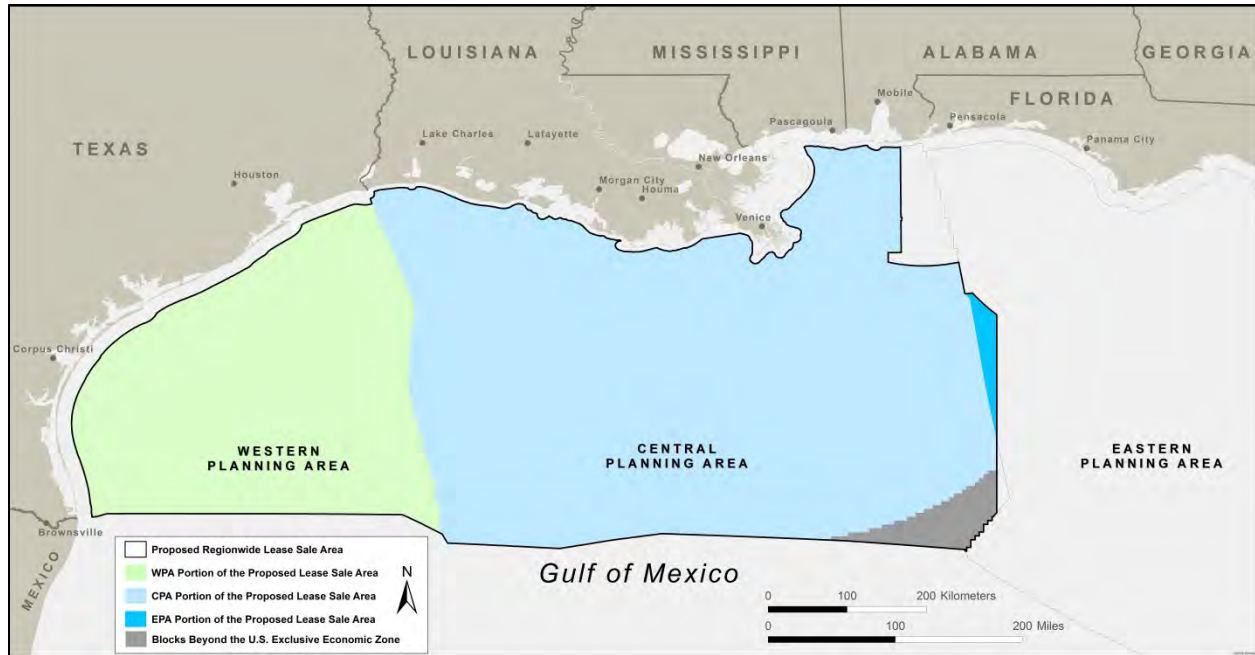 LOUISIANA
MISSISSIPPI
ALABAMA
GEORGIA
FLORIDA
TEXAS
Mobile
Pascagoula
Pensacola
Panama City
Lake Charles
Lafayette
New Orleans
Houston
Morgan City
Houma
Venice
Corpus Christi
WESTERN
PLANNING AREA
CENTRAL
PLANNING AREA
EASTERN
PLANNING AREA
Brownsville
MEXICO
Gulf of Mexico
Proposed Regionwide Lease Sale Area
WPA Portion of the Proposed Lease Sale Area
CPA Portion of the Proposed Lease Sale Area
EPA Portion of the Proposed Lease Sale Area
Blocks Beyond the U.S. Exclusive Economic Zone
N
0 100 200 Kilometers
0 100 200 Miles